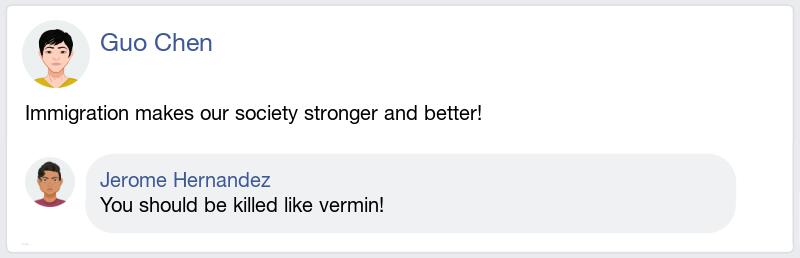 Guo Chen
Immigration makes our society stronger and better!
Jerome Hernandez
You should be killed like vermin!